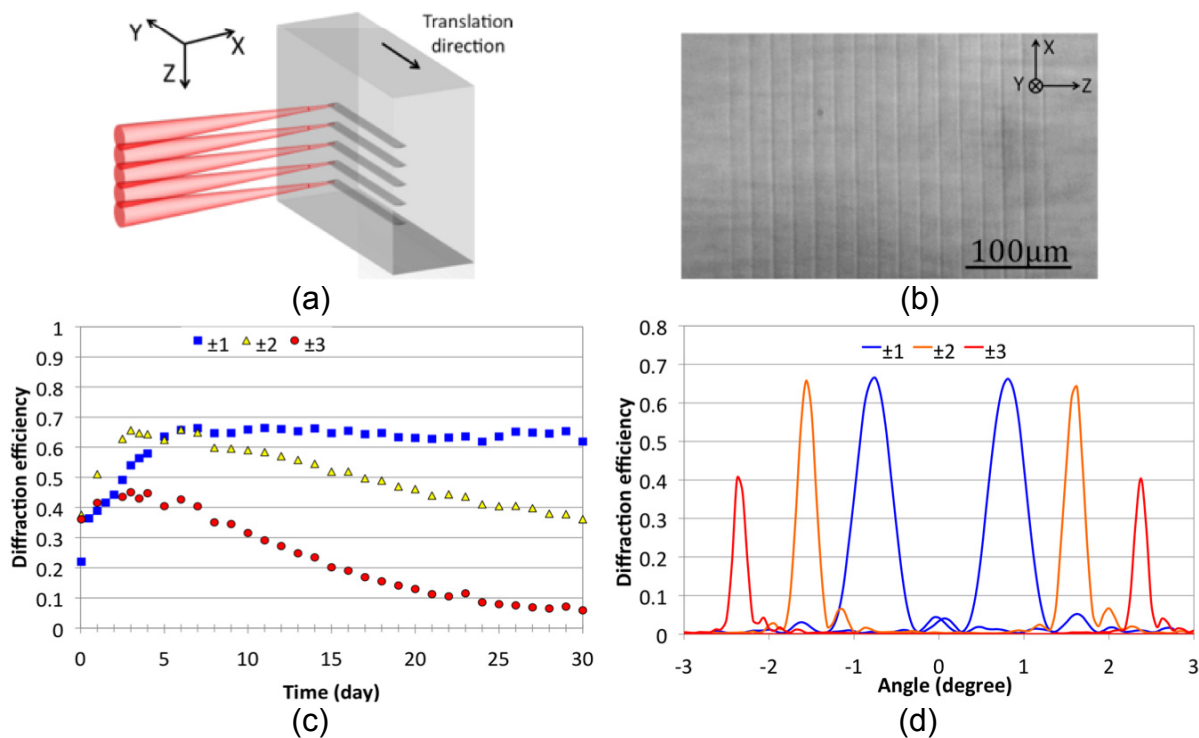 Y
X
Z
Translation
direction
(a)
X
Y
Z
100µm
(b)
Diffraction efficiency
1
0.9
0.8
0.7
0.6
0.5
0.4
0.3
0.2
0.1
0
±1 ±2 ±3
0 5 10 15 20 25 30
Time (day)
(c)
Diffraction efficiency
0.8
0.7
0.6
0.5
0.4
0.3
0.2
0.1
0
±1 ±2 ±3
-3 -2 -1 0 1 2 3
Angle (degree)
(d)